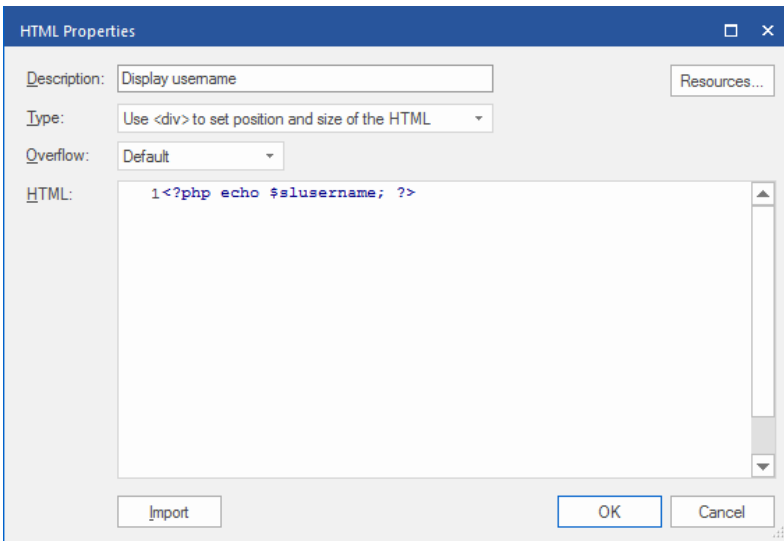 HTML Properties
Description: Display username
Resources...
Type: Use <div> to set position and size of the HTML
Overflow: Default
HTML: 1<?php echo $slusername; ?>
Import OK Cancel